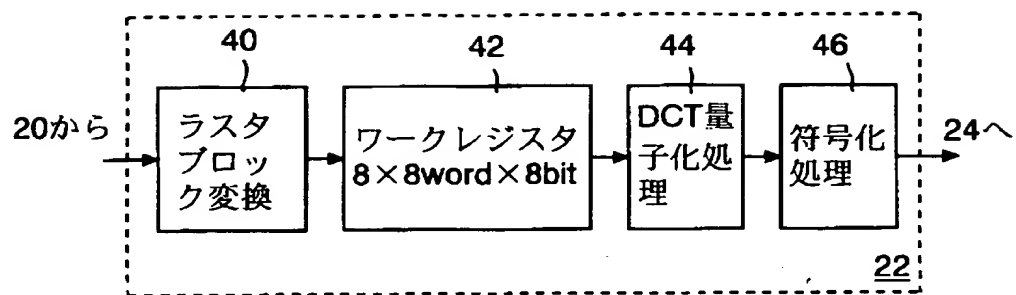 40
42
44
46
20から
ラスタ
ブロッ
ク変換
ワークレジスタ
8×8word×8bit
DCT量
子化処
理
符号化
処理
24へ
22